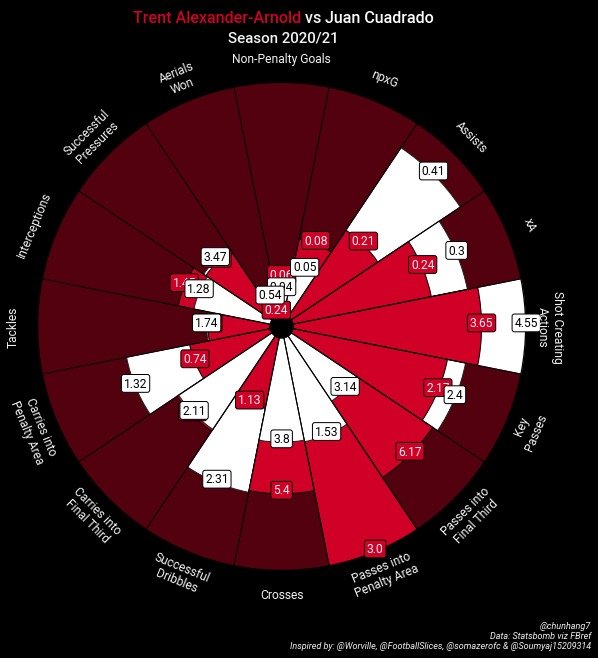 Trent Alexander-Arnold vs Juan Cuadrado
Season 2020/21
Non-Penalty Goals
npxG
Assists
xA
Shot Creating
Actions
Key
Passes
Passes into
Final Third
Passes into
Penalty Area
Crosses
Successful
Dribbles
Carries into
Final Third
Carries into
Penalty Area
Tackles
Interceptions
Successful
Pressures
Aerials
Won
0.06
0.08
0.05
0.41
0.21
0.3
0.24
3.65
4.55
2.4
3.14
6.17
1.53
3.0
3.8
5.4
1.13
2.31
2.11
0.74
1.32
1.74
1.28
3.47
0.54
0.24
@chunhang7
Data: Statsbomb viz FBref
Inspired by: @Worville, @FootballSlices, @somazerofc & @Soumyaj15209314